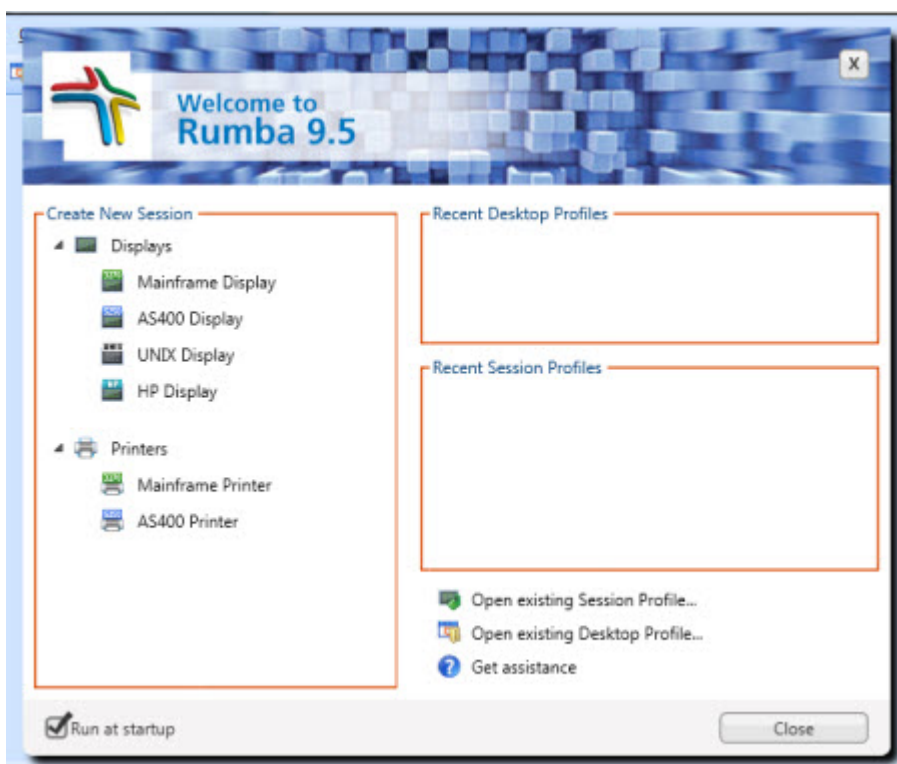 Welcome to
Rumba 9.5
X
Create New Session
Displays
Mainframe Display
AS400 Display
UNIX Display
HP Display
Printers
Mainframe Printer
AS400 Printer
Recent Desktop Profiles
Recent Session Profiles
Open existing Session Profile...
Open existing Desktop Profile...
Get assistance
Run at startup
Close